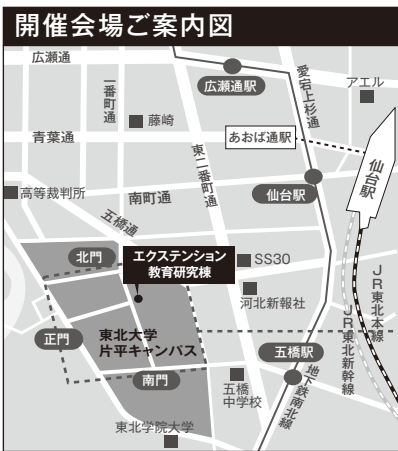 開催会場ご案内図
広瀬通
一番町通
広瀬通駅
愛宕上杉通
アエル
藤崎
青葉通
東二番町通
あおば通駅
仙台駅
仙台駅
高等裁判所
南町通
五橋通
北門
エクステンション
教育研究棟
SS30
河北新報社
正門
東北大学
片平キャンパス
南門
五橋駅
五橋
中学校
地下鉄南北線
JR東北新幹線
JR東北本線
東北学院大学